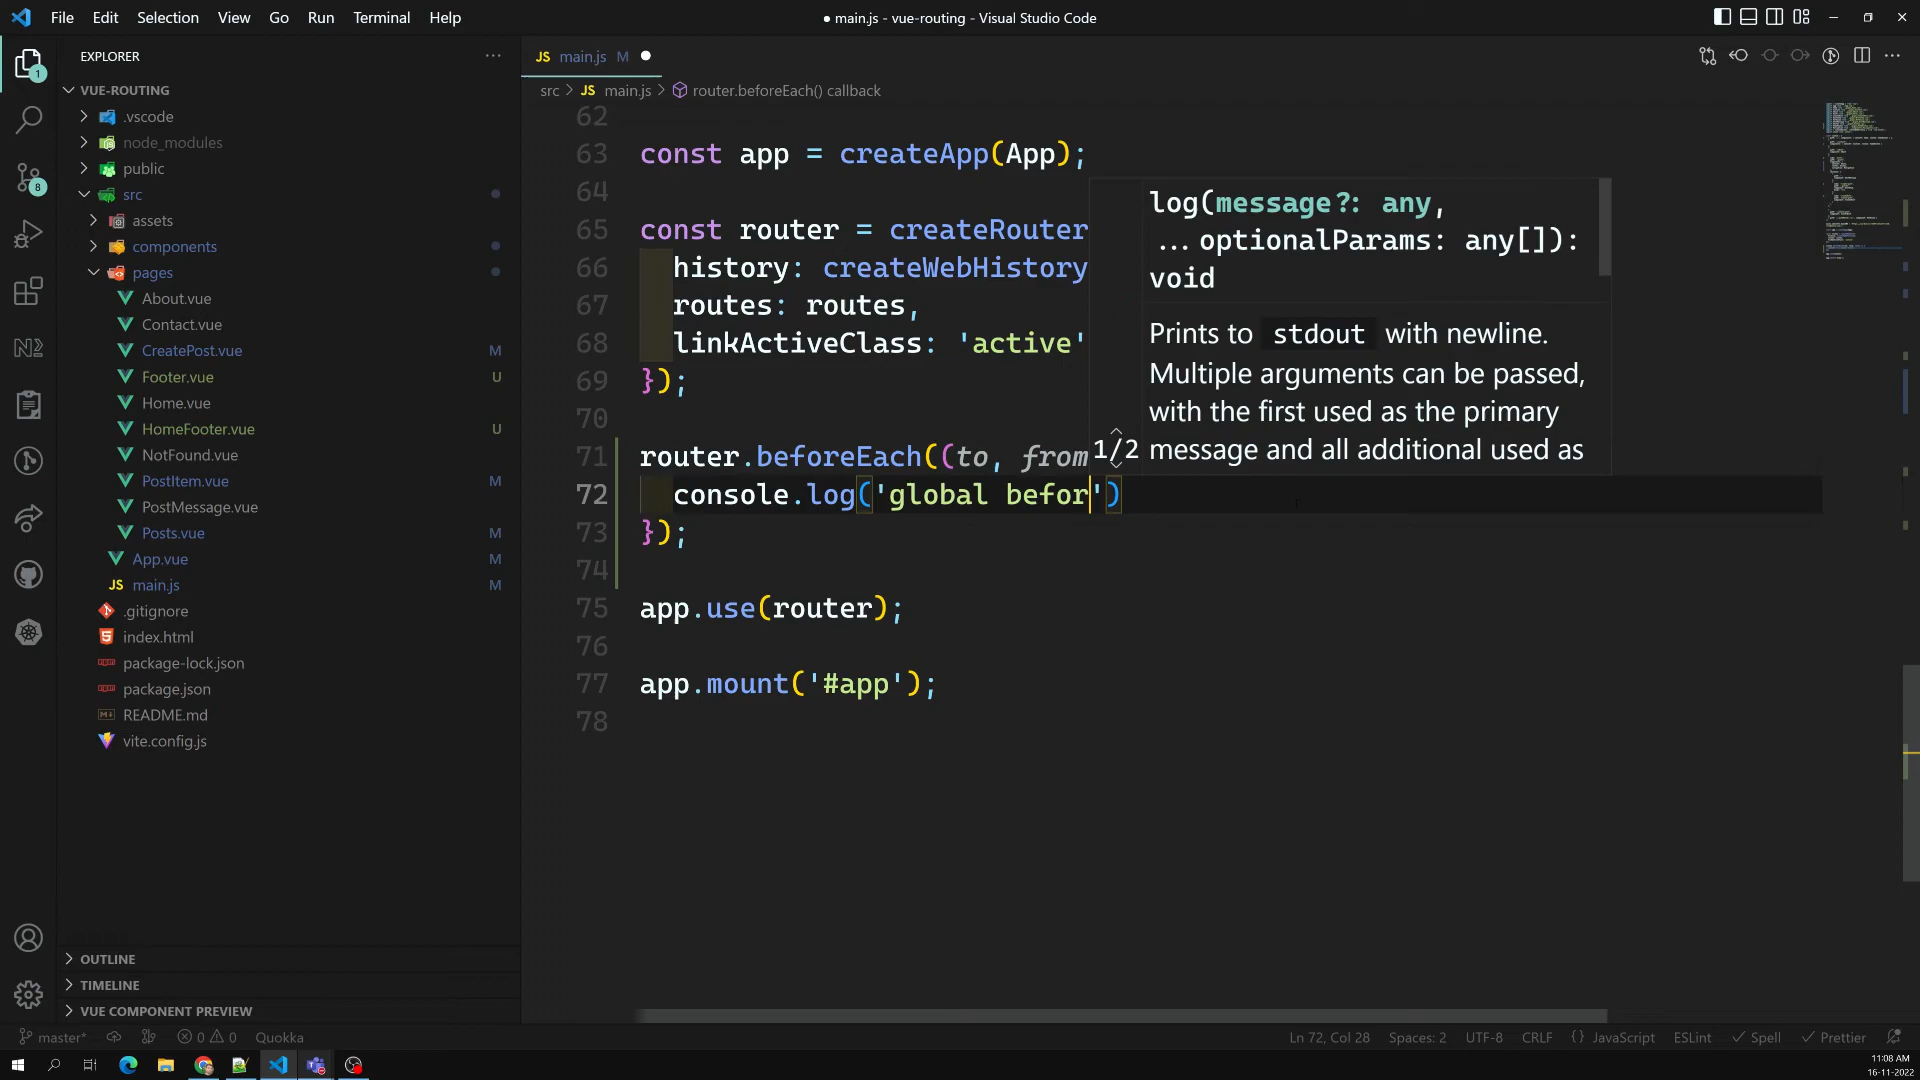 File Edit Selection View Go Run Terminal Help
● main.js - vue-routing - Visual Studio Code
EXPLORER
VUE-ROUTING
.vscode
node_modules
public
src
assets
components
pages
About.vue
Contact.vue
CreatePost.vue M
Footer.vue U
Home.vue
HomeFooter.vue U
NotFound.vue
PostItem.vue M
PostMessage.vue
Posts.vue M
App.vue M
JS main.js M
.gitignore
index.html
package-lock.json
package.json
README.md
vite.config.js
OUTLINE
TIMELINE
VUE COMPONENT PREVIEW
1
8
JS main.js M
src > JS main.js > router.beforeEach() callback
62
63 const app = createApp(App);
64
65 const router = createRouter
66 history: createWebHistory
67 routes: routes,
68 linkActiveClass: 'active'
69 });
70
71 router.beforeEach((to, from
72 console.log('global befor')
73 });
74
75 app.use(router);
76
77 app.mount('#app');
78
1/2
log(message?: any,
...optionalParams: any[]):
void
Prints to stdout with newline.
Multiple arguments can be passed,
with the first used as the primary
message and all additional used as
master* 0 0 Quokka
Ln 72, Col 28 Spaces: 2 UTF-8 CRLF {} JavaScript ESLint Spell Prettier
11:08 AM
16-11-2022